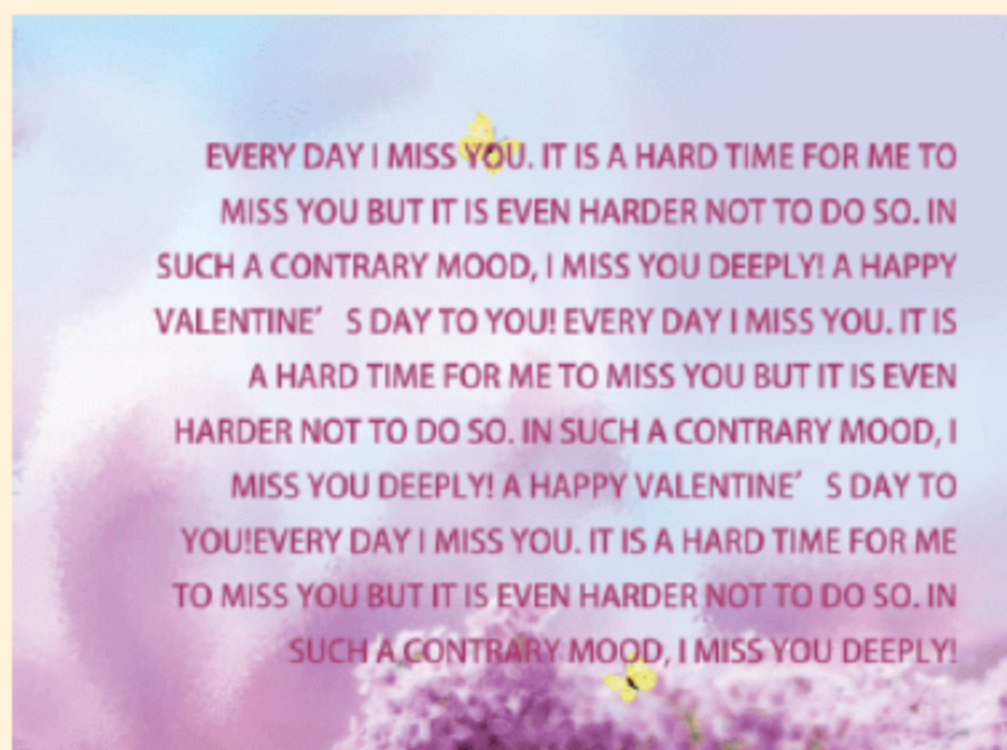 EVERY DAY I MISS YOU. IT IS A HARD TIME FOR ME TO
MISS YOU BUT IT IS EVEN HARDER NOT TO DO SO. IN
SUCH A CONTRARY MOOD, I MISS YOU DEEPLY! A HAPPY
VALENTINE′ S DAY TO YOU! EVERY DAY I MISS YOU. IT IS
A HARD TIME FOR ME TO MISS YOU BUT IT IS EVEN
HARDER NOT TO DO SO. IN SUCH A CONTRARY MOOD, I
MISS YOU DEEPLY! A HAPPY VALENTINE′ S DAY TO
YOU!EVERY DAY I MISS YOU. IT IS A HARD TIME FOR ME
TO MISS YOU BUT IT IS EVEN HARDER NOT TO DO SO. IN
SUCH A CONTRARY MOOD, I MISS YOU DEEPLY!